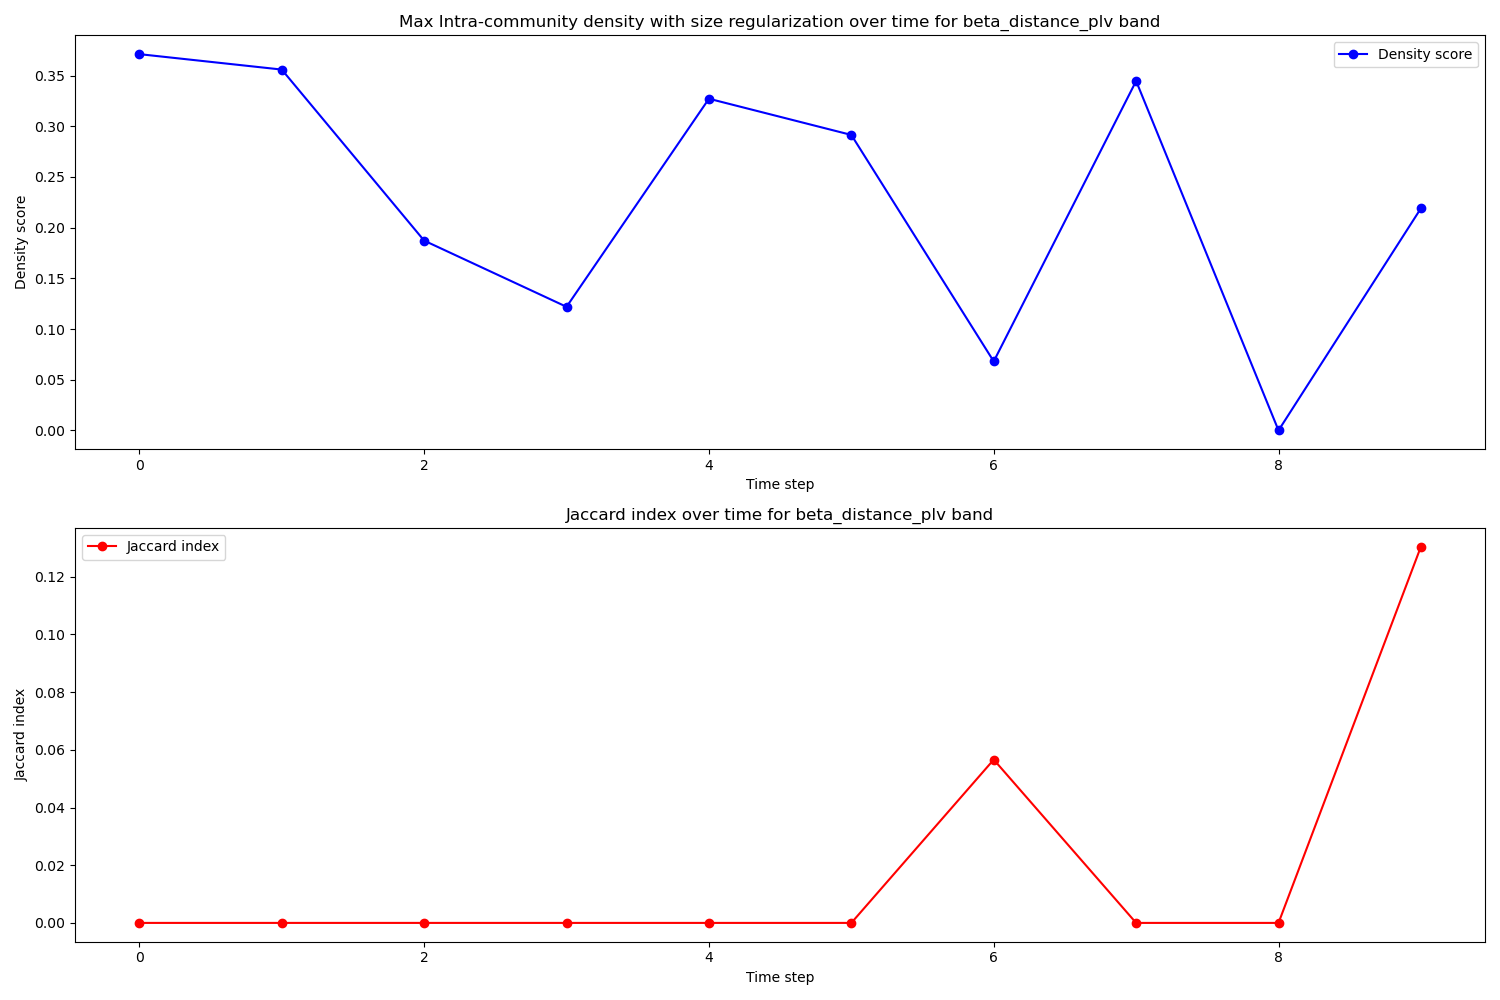 Max Intra-community density with size regularization over time for beta_distance_plv band
Density score
Density score
0.35
0.30
0.25
0.20
0.15
0.10
0.05
0.00
0 2 4 6 8
Time step
Jaccard index over time for beta_distance_plv band
Jaccard index
Jaccard index
0.12
0.10
0.08
0.06
0.04
0.02
0.00
0 2 4 6 8
Time step